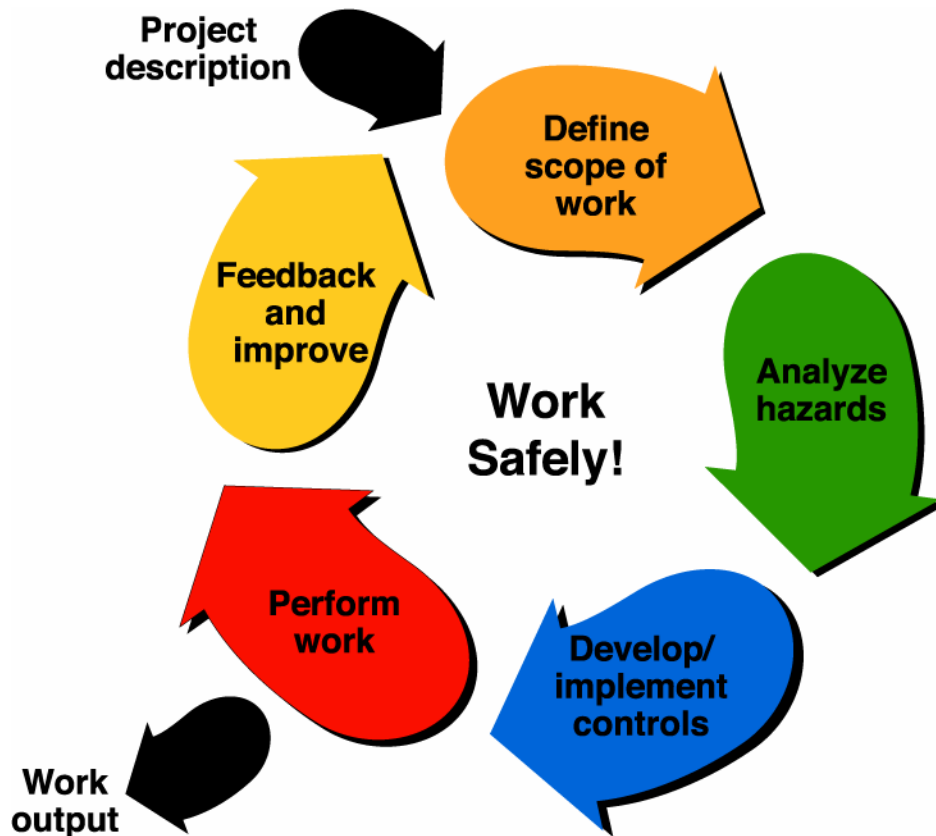 Project
description
Define
scope of
work
Analyze
hazards
Develop/
implement
controls
Perform
work
Work
output
Feedback
and
improve
Work
Safely!